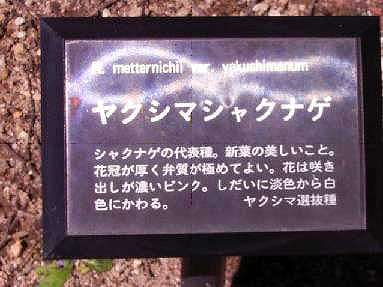 metternichii var. yakushimanum
ヤクシマシャクナゲ
シャクナゲの代表種。新葉の美しいこと。
花冠が厚く弁質が極めてよい。花は咲き
出しが濃いピンク。しだいに淡色から白
色にかわる。 ヤクシマ選抜種